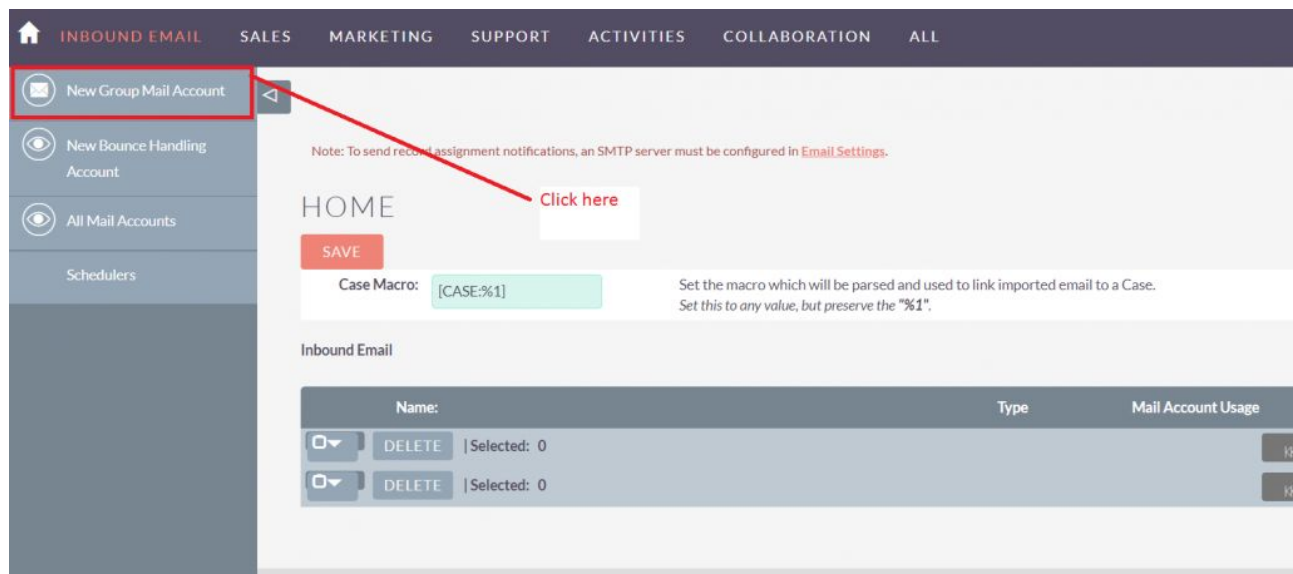 INBOUND EMAIL SALES MARKETING SUPPORT ACTIVITIES COLLABORATION ALL
New Group Mail Account
New Bounce Handling
Account
All Mail Accounts
Schedulers
Note: To send record assignment notifications, an SMTP server must be configured in Email Settings.
Click here
HOME
SAVE
Case Macro: [CASE:%1] Set the macro which will be parsed and used to link imported email to a Case.
Set this to any value, but preserve the "%1".
Inbound Email
Name: Type Mail Account Usage
DELETE | Selected: 0
DELETE | Selected: 0